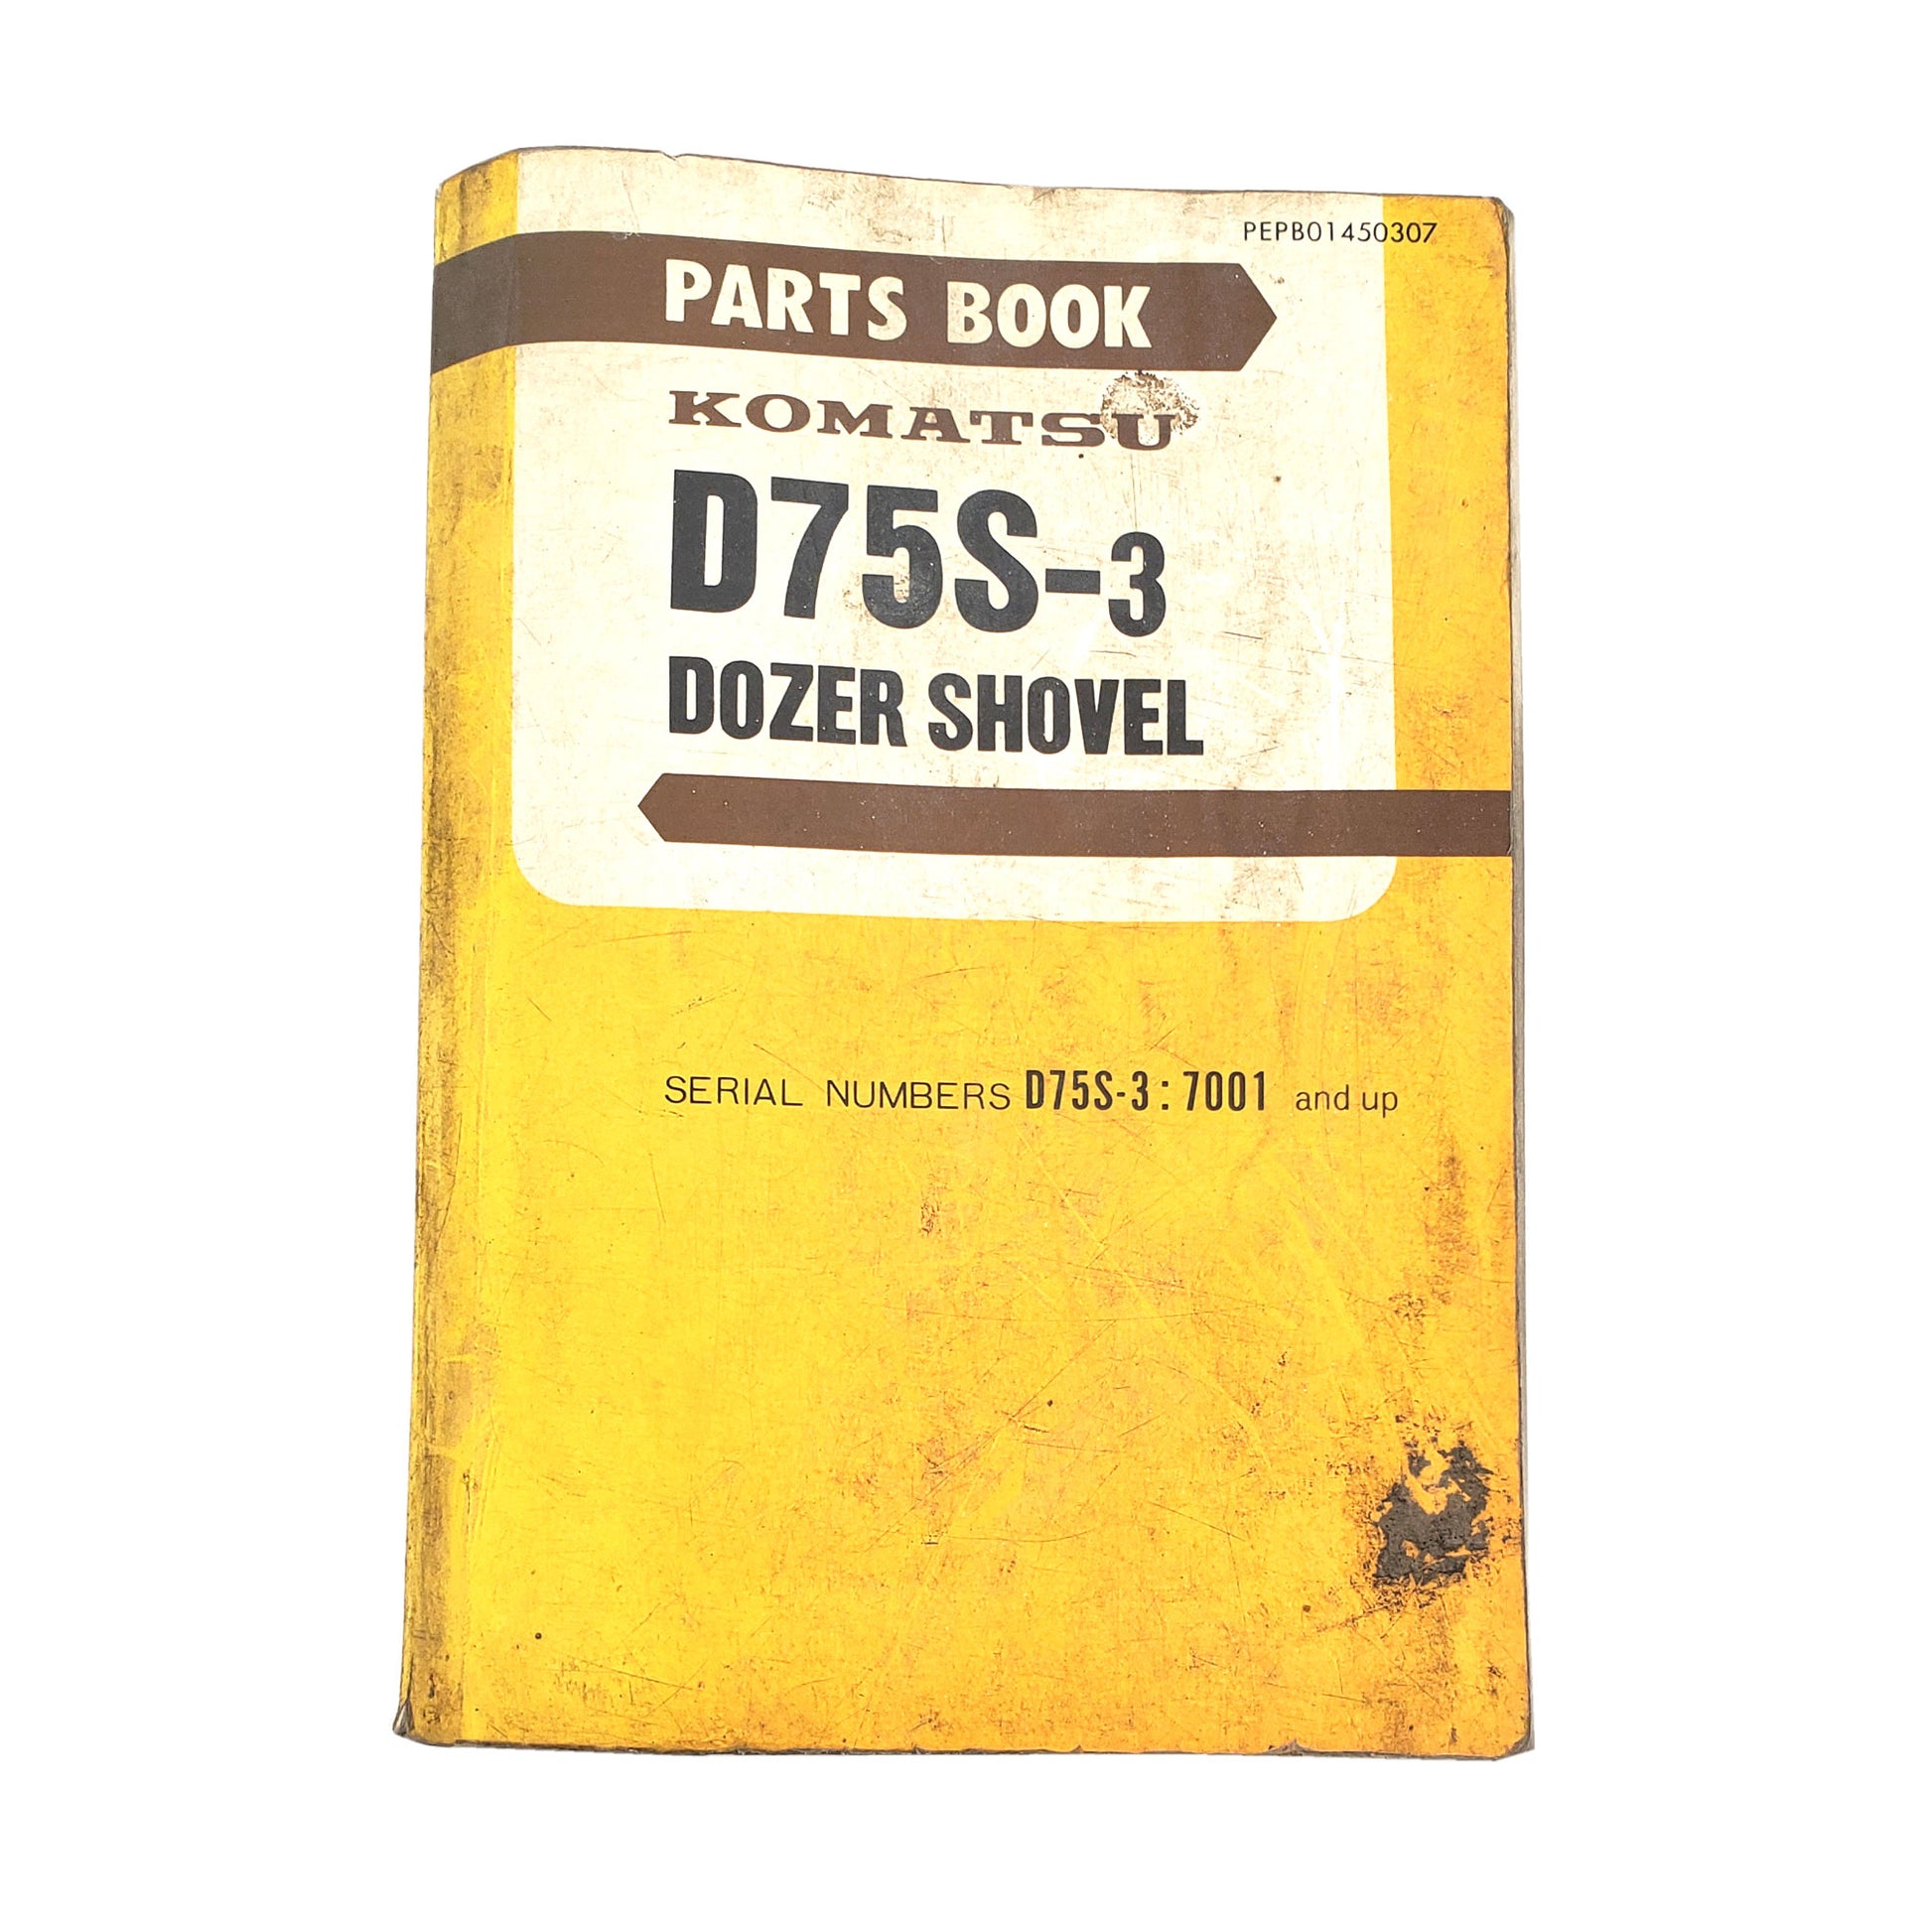 PEPB01450307
PARTS BOOK
KOMATSU
D75S-3
DOZER SHOVEL
SERIAL NUMBERS D75S-3: 7001 and up